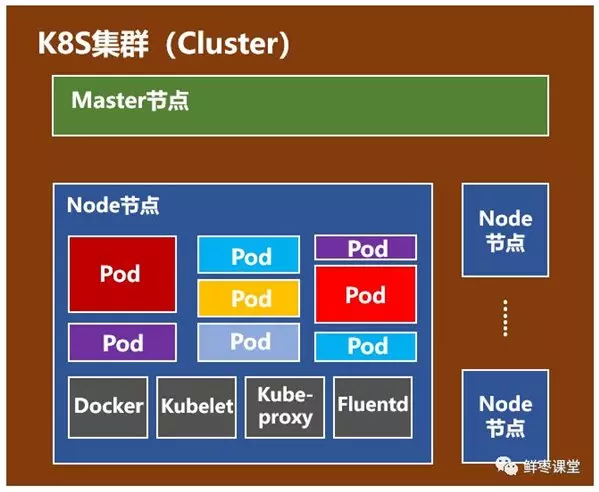 K8S集群（Cluster）
Master节点
Node节点
Pod
Pod
Pod
Pod
Pod
Pod
Pod
Pod
Docker
Kubelet
Kube-
proxy
Fluentd
Node
节点
Node
节点
鲜枣课堂